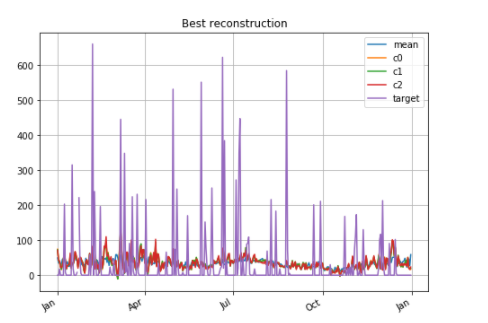 Best reconstruction
mean
c0
c1
c2
target
600
500
400
300
200
100
0
Jan
Apr
Jul
Oct
Jan